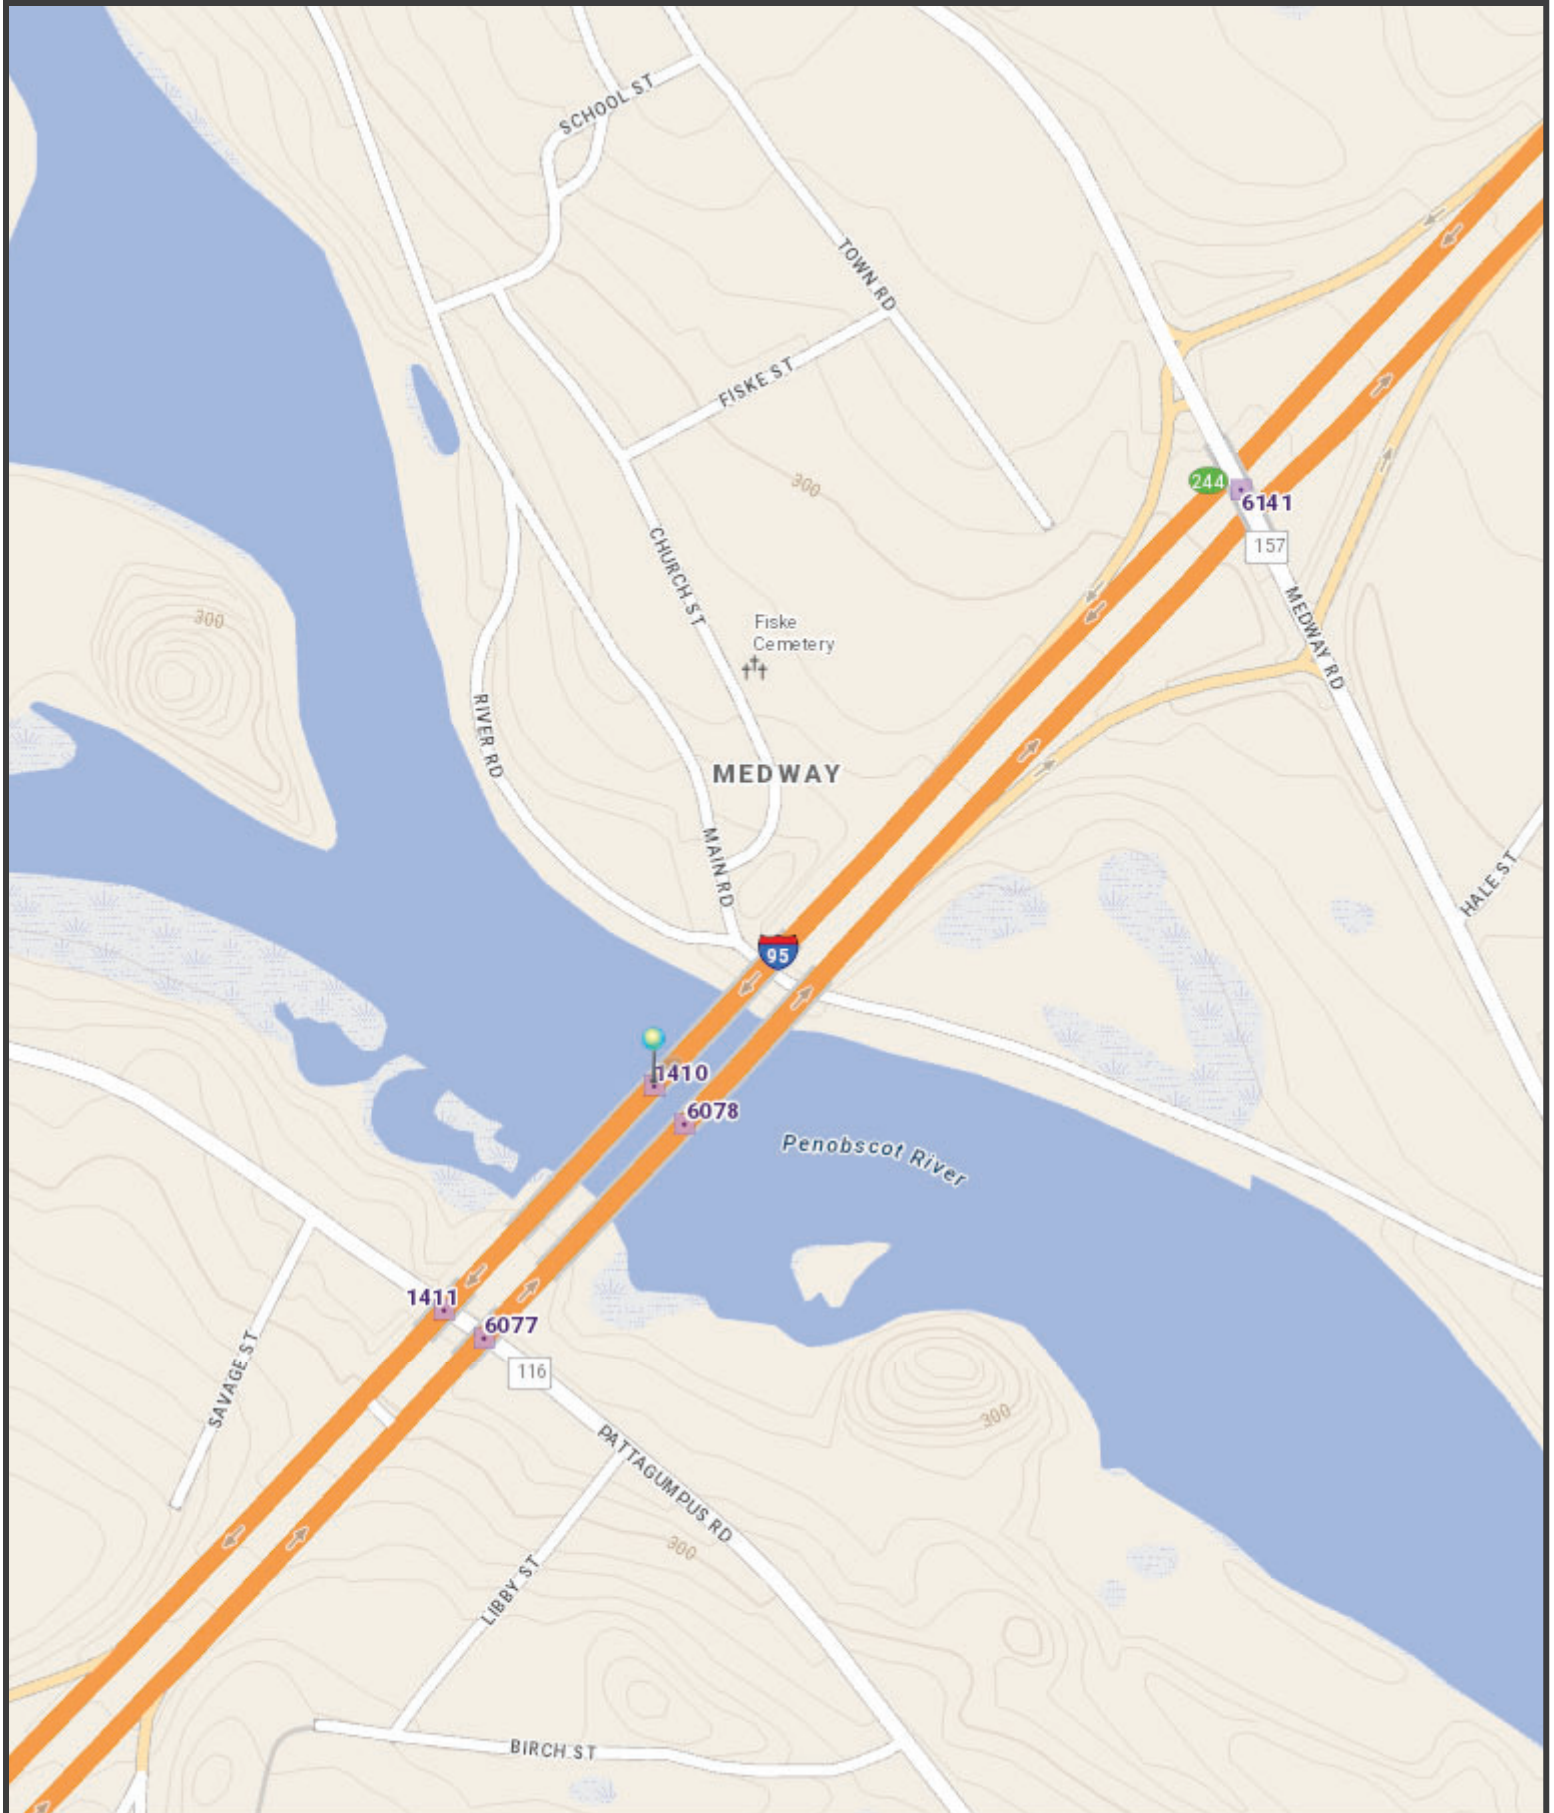 SCHOOL ST
TOWN RD
FISKE ST
300
244
6141
157
CHURCH ST
MEDWAY RD
300
Fiske
Cemetery
RIVER RD
MEDWAY
MAIN RD
HALE ST
95
1410
6078
Penobscot River
1411
6077
116
SAVAGE ST
300
PATTAGUMPUS RD
300
LIBBY ST
BIRCH ST